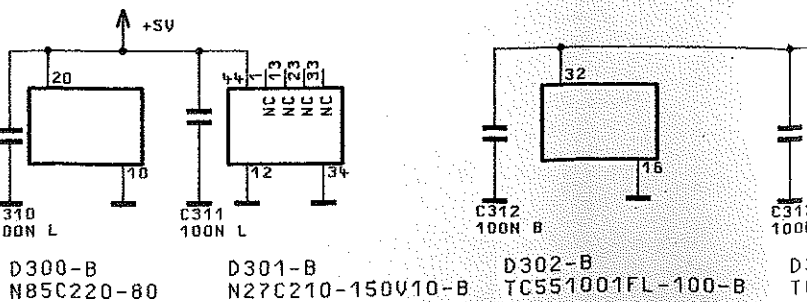 +5V
20
10
44
1
13
23
33
NC
NC
NC
NC
12
34
32
16
310
00N L
C311
100N L
C312
100N B
C31
100
D300-B
N85C220-80
D301-B
N27C210-150V10-B
D302-B
TC551001FL-100-B